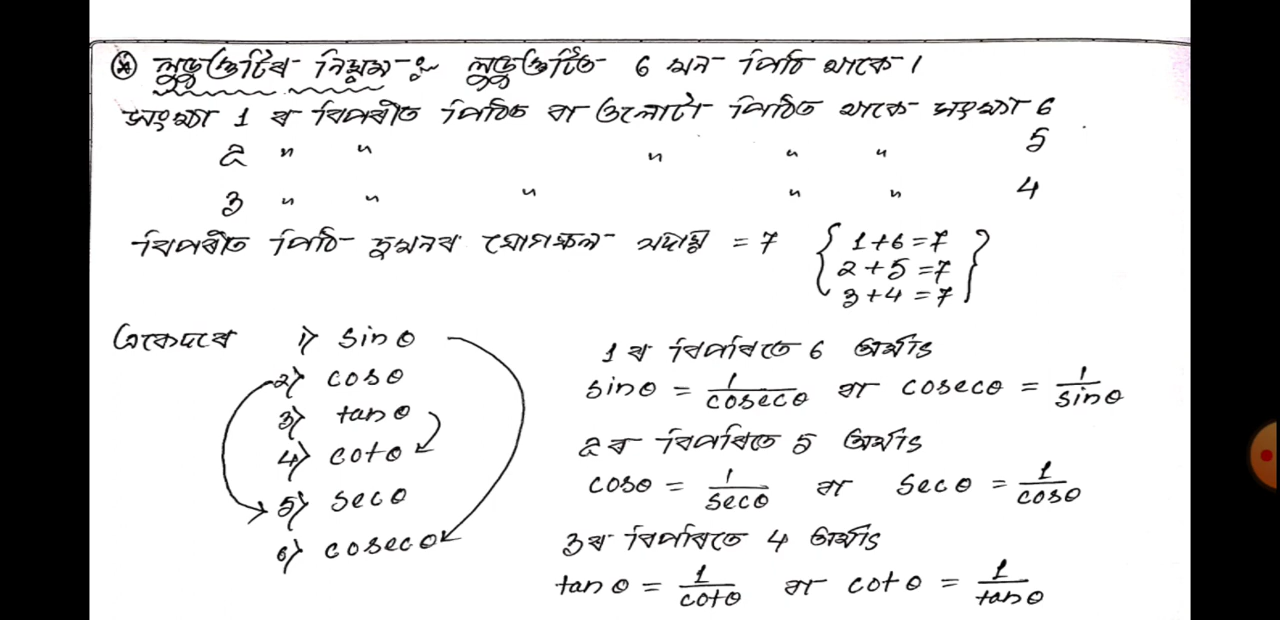 * লুডুগুটিৰ নিয়ম :- লুডুগুটিত 6 খন পিঠি থাকে।
সংখ্যা 1 ৰ বিপৰীত পিঠিত বা ওলোটা পিঠিত থাকে সংখ্যা 6
2 " " " " " 5
3 " " " " " 4
বিপৰীত পিঠি দুখনৰ যোগফল সদায় = 7 { 1+6=7
2+5=7
3+4=7 }
একেদৰে
1) sinθ
2) cosθ
3) tanθ
4) cotθ
5) secθ
6) cosecθ
1 ৰ বিপৰিতে 6 অৰ্থাৎ
sinθ = 1/cosecθ বা cosecθ = 1/sinθ
2 ৰ বিপৰিতে 5 অৰ্থাৎ
cosθ = 1/secθ বা secθ = 1/cosθ
3 ৰ বিপৰিতে 4 অৰ্থাৎ
tanθ = 1/cotθ বা cotθ = 1/tanθ